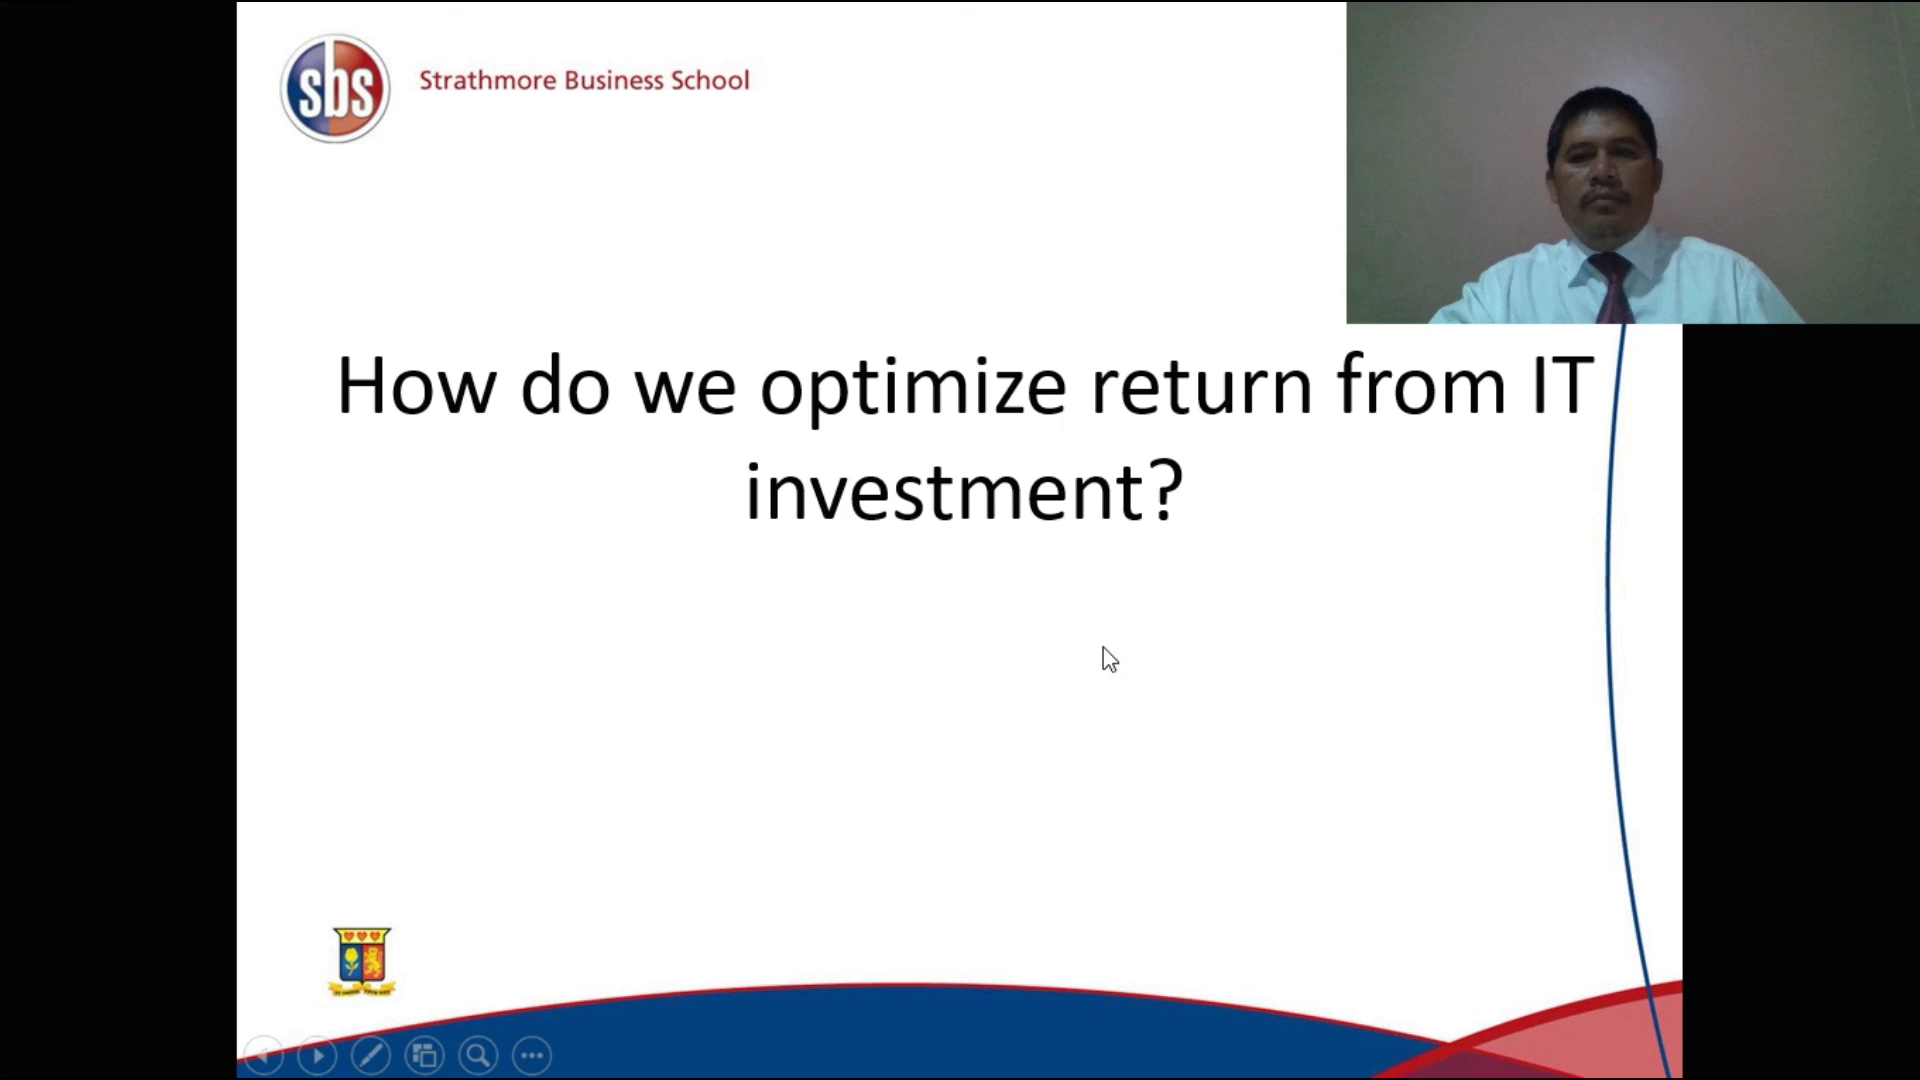 sbs
Strathmore Business School
How do we optimize return from IT
investment?